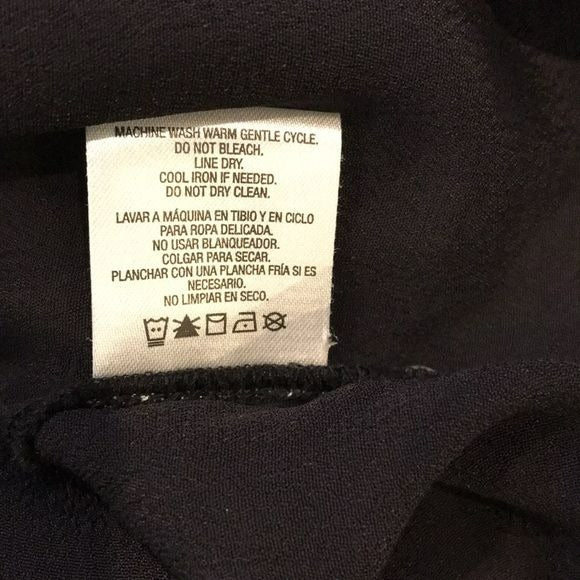 MACHINE WASH WARM GENTLE CYCLE.
DO NOT BLEACH.
LINE DRY.
COOL IRON IF NEEDED.
DO NOT DRY CLEAN.
LAVAR A MÁQUINA EN TIBIO Y EN CICLO
PARA ROPA DELICADA.
NO USAR BLANQUEADOR.
COLGAR PARA SECAR.
PLANCHAR CON UNA PLANCHA FRÍA SI ES
NECESARIO.
NO LIMPIAR EN SECO.